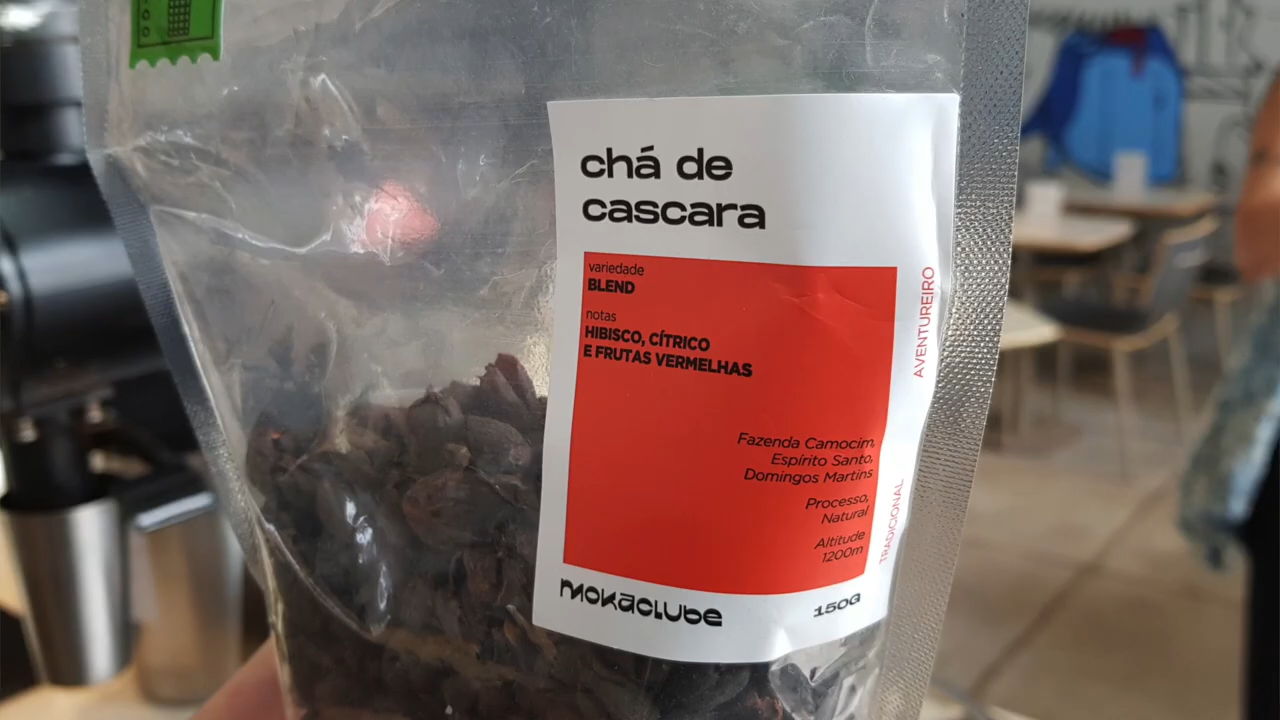 chá de
cascara
variedade
BLEND
notas
HIBISCO, CÍTRICO
E FRUTAS VERMELHAS
Fazenda Camocim,
Espírito Santo,
Domingos Martins
Processo,
Natural
Altitude
1200m
AVENTUREIRO
TRADICIONAL
mokaclube
150G